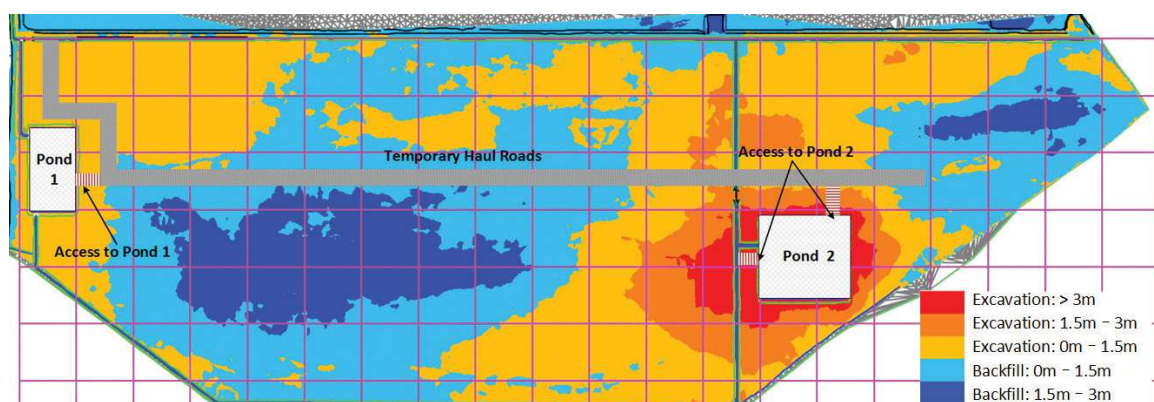 Pond
1
Temporary Haul Roads
Access to Pond 2
Access to Pond 1
Pond 2
Excavation: > 3m
Excavation: 1.5m – 3m
Excavation: 0m – 1.5m
Backfill: 0m – 1.5m
Backfill: 1.5m – 3m